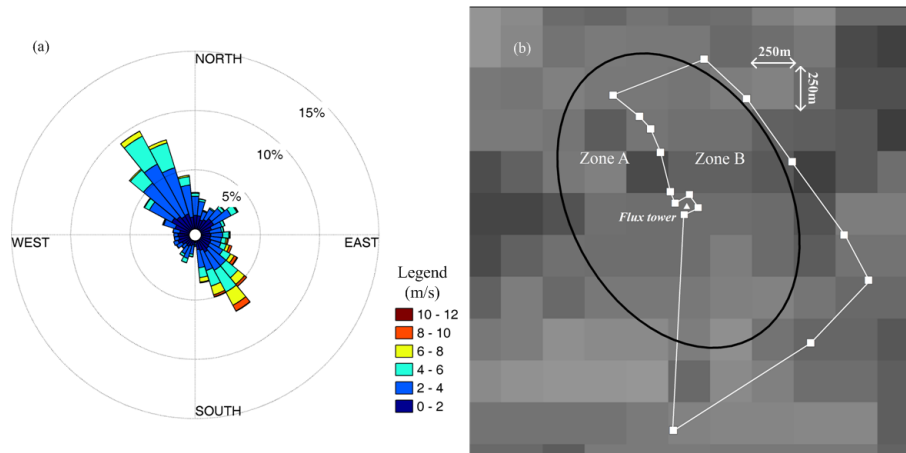 (a)
NORTH
15%
10%
5%
WEST
EAST
SOUTH
Legend
(m/s)
10 - 12
8 - 10
6 - 8
4 - 6
2 - 4
0 - 2
(b)
250m
250m
Zone A
Zone B
Flux tower